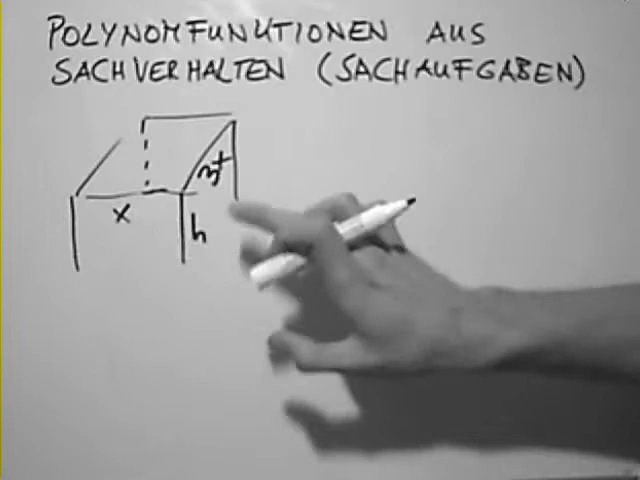 POLYNOMFUNKTIONEN AUS
SACHVERHALTEN (SACHAUFGABEN)
x
h